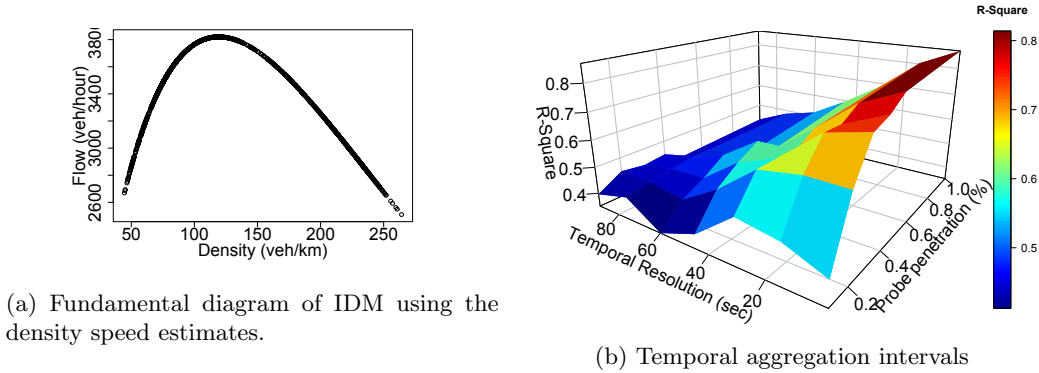 3800
3400
3000
2600
Flow (veh/hour)
50 100 150 200 250
Density (veh/km)
(a) Fundamental diagram of IDM using the
density speed estimates.
R-Square
0.8
0.7
0.6
0.5
0.8
0.7
0.6
0.5
0.4
R-Square
80
60
40
20
Temporal Resolution (sec)
0.2
0.4
0.6
0.8
1.0
Probe penetration (%)
(b) Temporal aggregation intervals